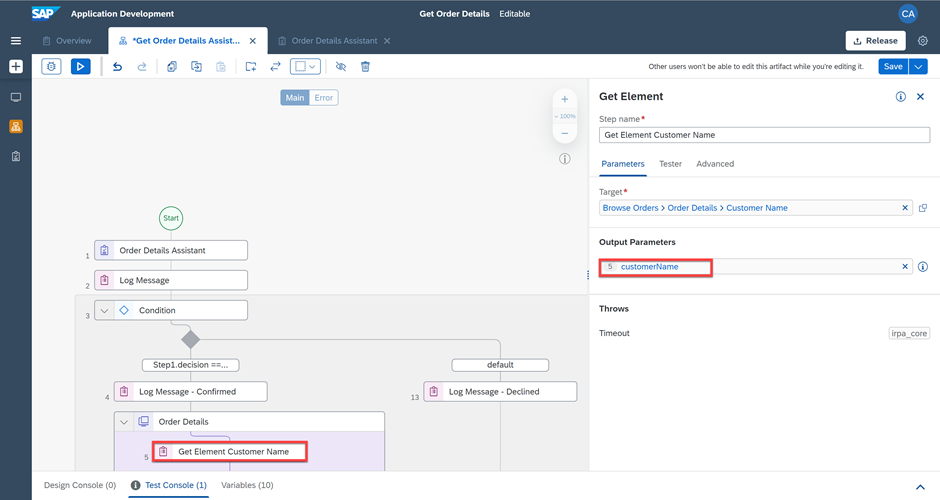 SAP Application Development Get Order Details Editable CA
Overview *Get Order Details Assist... Order Details Assistant Release
Other users won't be able to edit this artifact while you're editing it. Save
Main Error
100%
Get Element
Step name*
Get Element Customer Name
Parameters Tester Advanced
Target*
Browse Orders > Order Details > Customer Name
Output Parameters
5 customerName
Throws
Timeout irpa_core
Start
1 Order Details Assistant
2 Log Message
3 Condition
Step1.decision ==... default
4 Log Message - Confirmed 13 Log Message - Declined
Order Details
5 Get Element Customer Name
Design Console (0) Test Console (1) Variables (10)